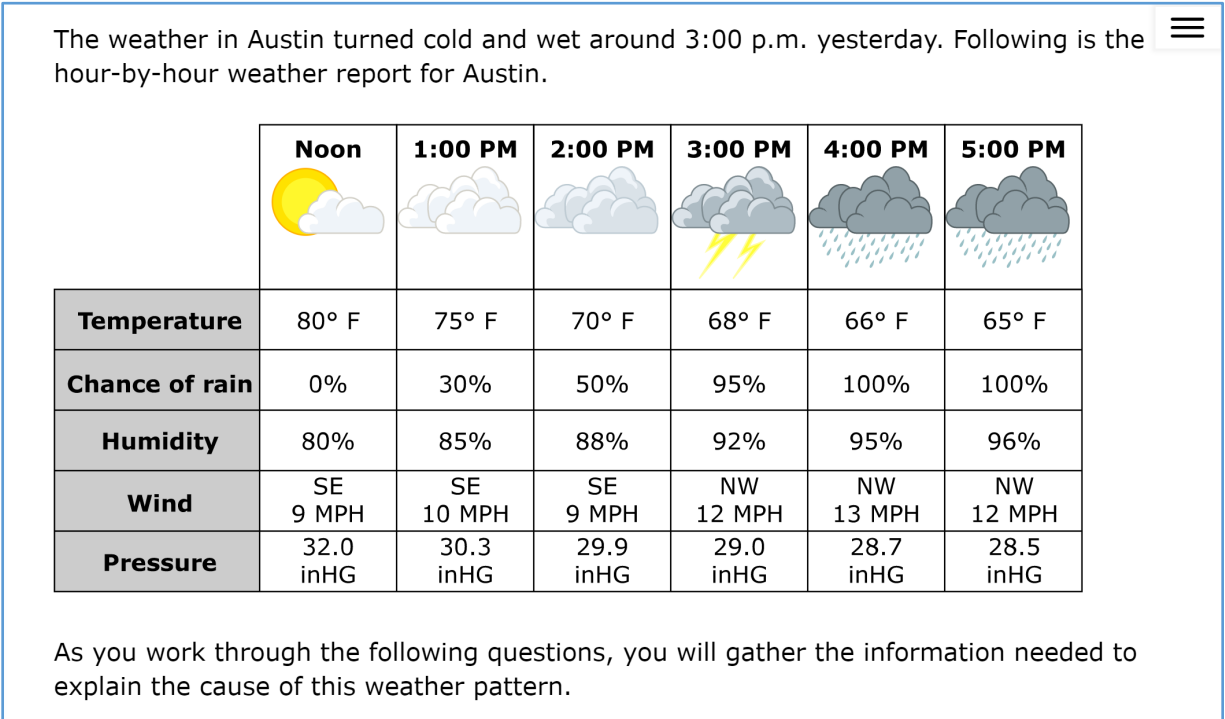 The weather in Austin turned cold and wet around 3:00 p.m. yesterday. Following is the
hour-by-hour weather report for Austin.
Noon 1:00 PM 2:00 PM 3:00 PM 4:00 PM 5:00 PM
Temperature 80° F 75° F 70° F 68° F 66° F 65° F
Chance of rain 0% 30% 50% 95% 100% 100%
Humidity 80% 85% 88% 92% 95% 96%
Wind SE 9 MPH SE 10 MPH SE 9 MPH NW 12 MPH NW 13 MPH NW 12 MPH
Pressure 32.0 inHG 30.3 inHG 29.9 inHG 29.0 inHG 28.7 inHG 28.5 inHG
As you work through the following questions, you will gather the information needed to
explain the cause of this weather pattern.